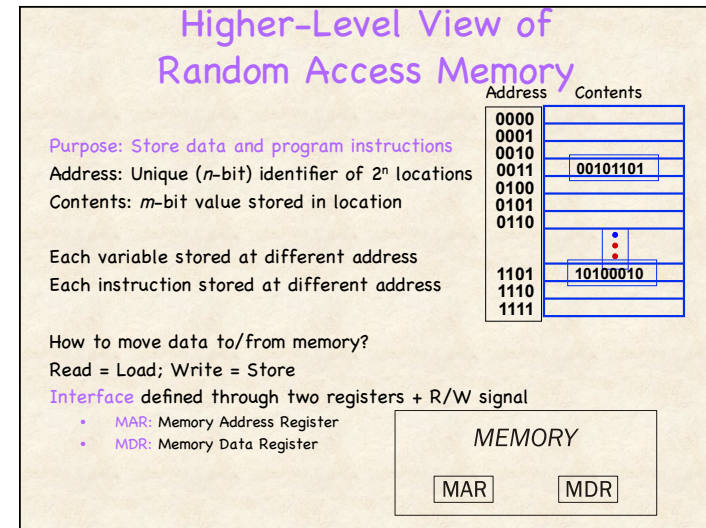 Higher-Level View of
Random Access Memory
Address Contents
0000
0001
Purpose: Store data and program instructions
0010
Address: Unique (n-bit) identifier of 2ⁿ locations
0011 00101101
0100
Contents: m-bit value stored in location
0101
0110
Each variable stored at different address
Each instruction stored at different address
1101 10100010
1110
1111
How to move data to/from memory?
Read = Load; Write = Store
Interface defined through two registers + R/W signal
• MAR: Memory Address Register
• MDR: Memory Data Register
MEMORY
MAR MDR